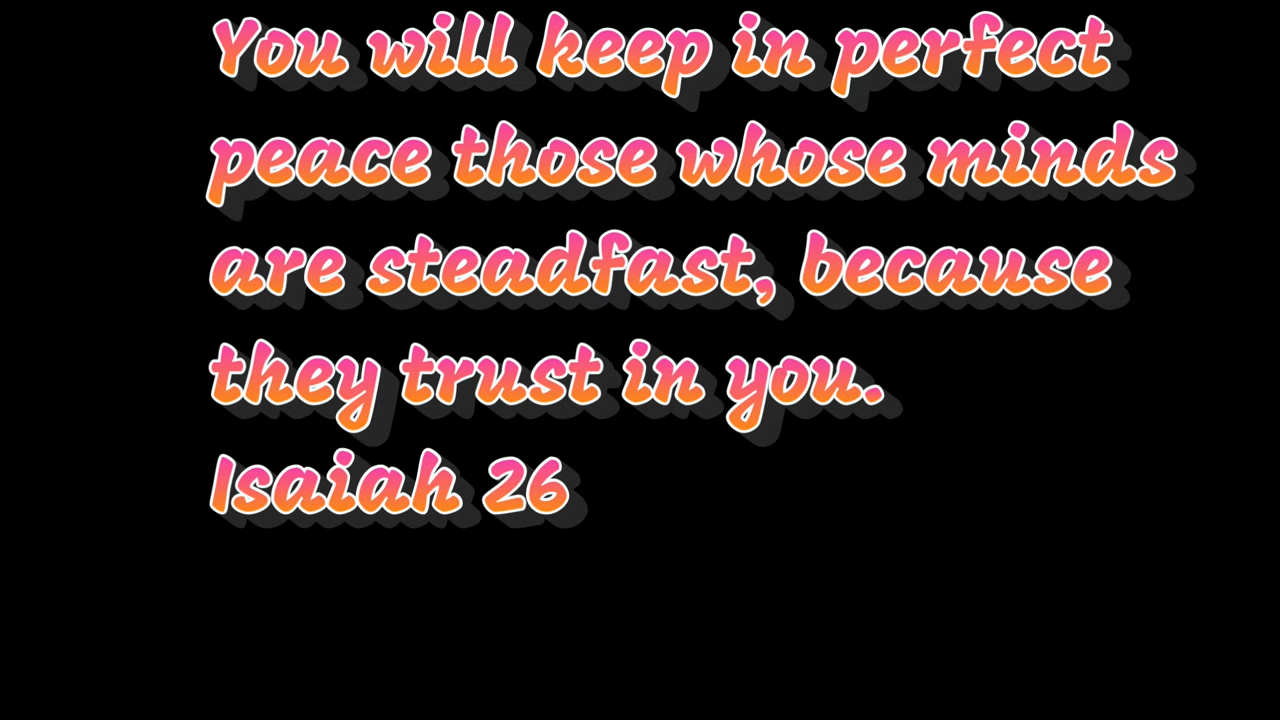 You will keep in perfect
peace those whose minds
are steadfast, because
they trust in you.
Isaiah 26